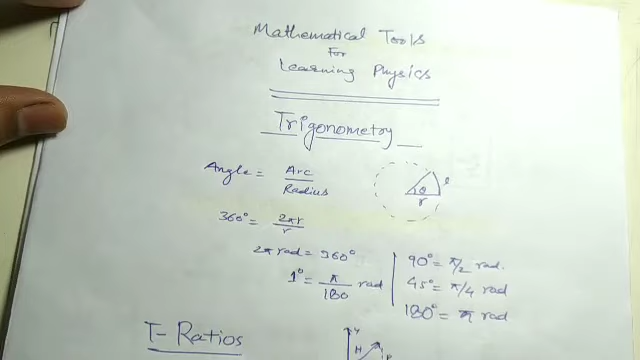 Mathematical Tools
For
Learning Physics
Trigonometry
Angle = Arc / Radius
θ l
r
360° = 2πr / r
2π rad = 360°
1° = π / 180 rad
90° = π/2 rad.
45° = π/4 rad
180° = π rad
T-Ratios
y
H P